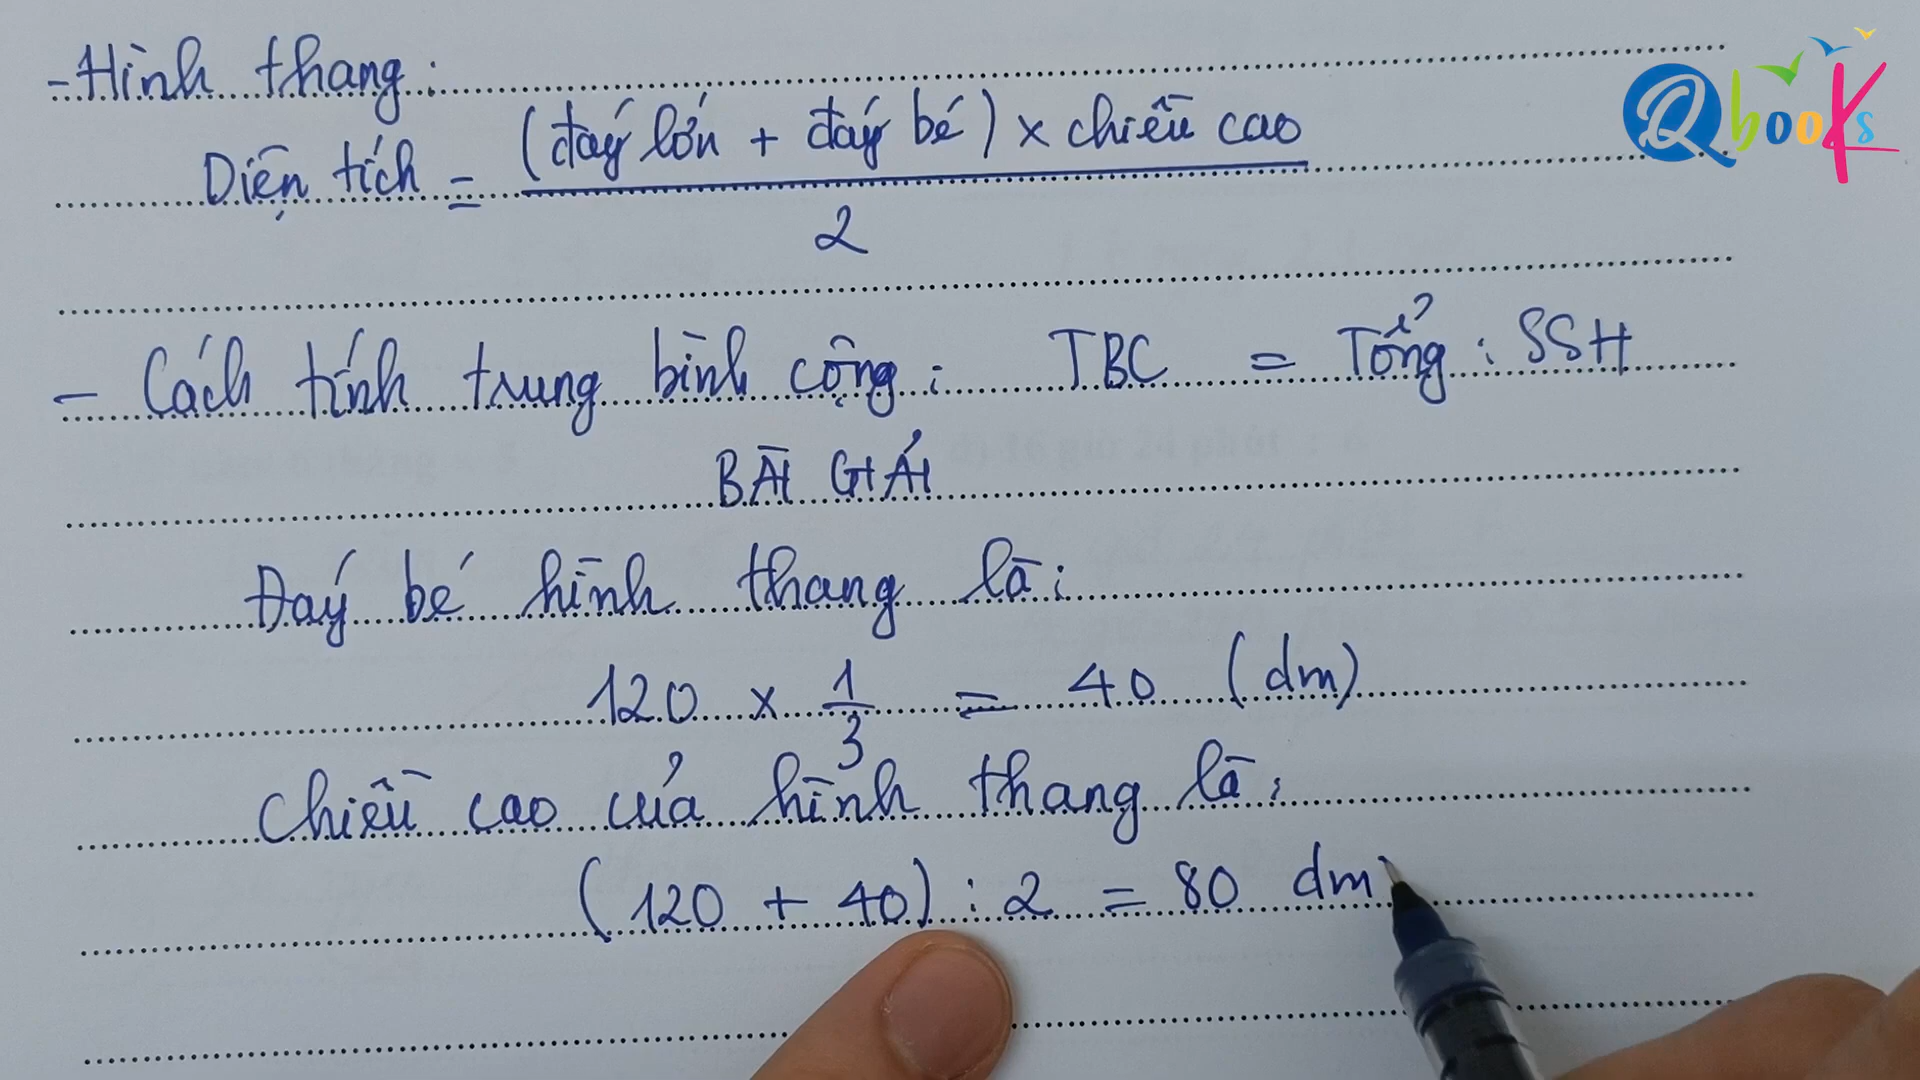 Qbooks
- Hình thang:
Diện tích = (đáy lớn + đáy bé) x chiều cao
2
- Cách tính trung bình cộng: TBC = Tổng : SSH
BÀI GIẢI
Đáy bé hình thang là:
120 x 1/3 = 40 (dm)
Chiều cao của hình thang là:
(120 + 40) : 2 = 80 dm